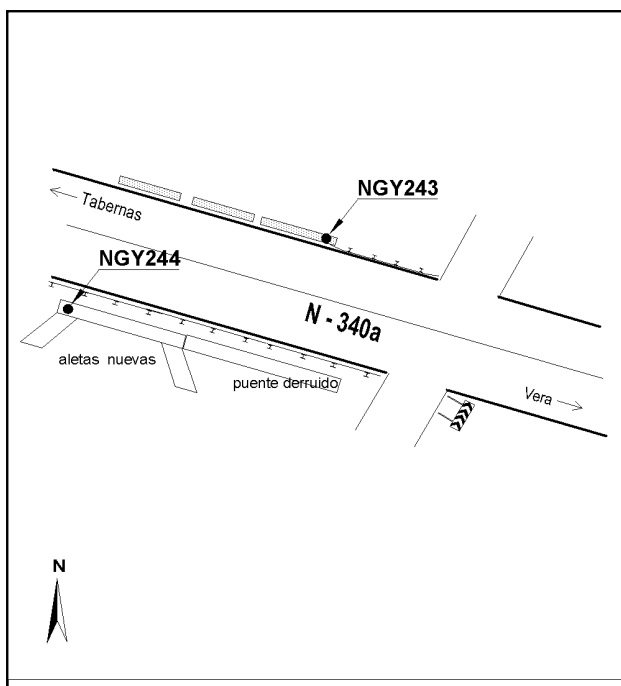 NGY243
Tabernas
NGY244
N - 340a
aletas nuevas
puente derruido
Vera
N